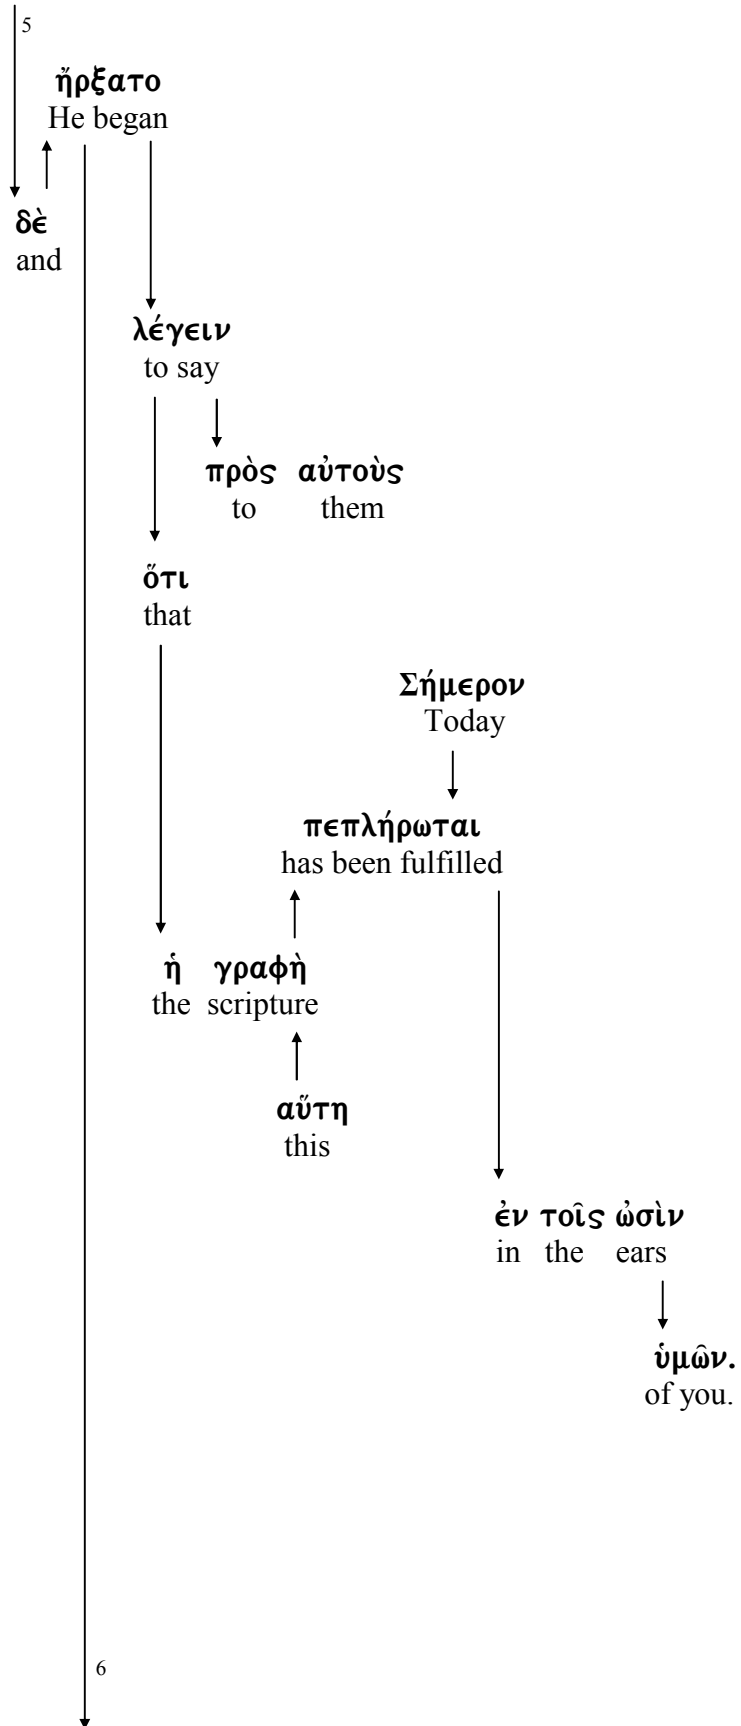 5
ἤρξατο
He began
δὲ
and
λέγειν
to say
πρὸς αὐτοὺς
to them
ὅτι
that
Σήμερον
Today
πεπλήρωται
has been fulfilled
ἡ γραφὴ
the scripture
αὕτη
this
ἐν τοῖς ὠσὶν
in the ears
ὑμῶν.
of you.
6